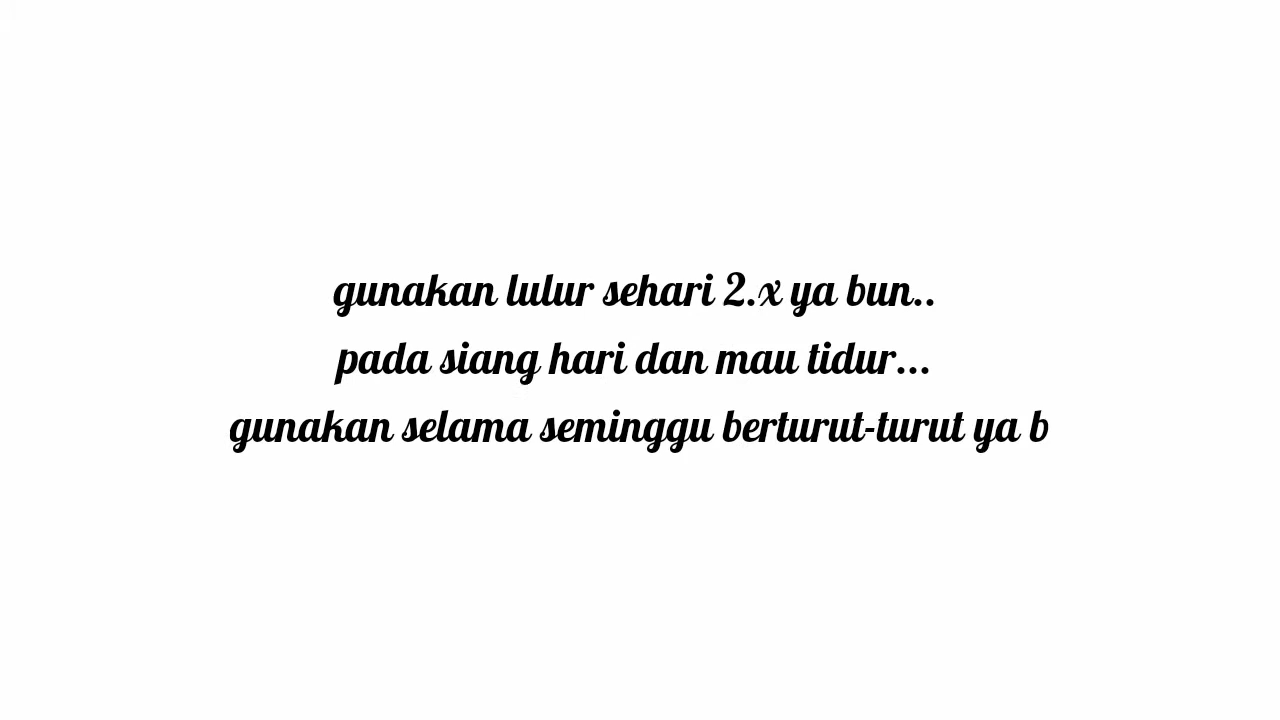 gunakan lulur sehari 2.x ya bun..
pada siang hari dan mau tidur...
gunakan selama seminggu berturut-turut ya b